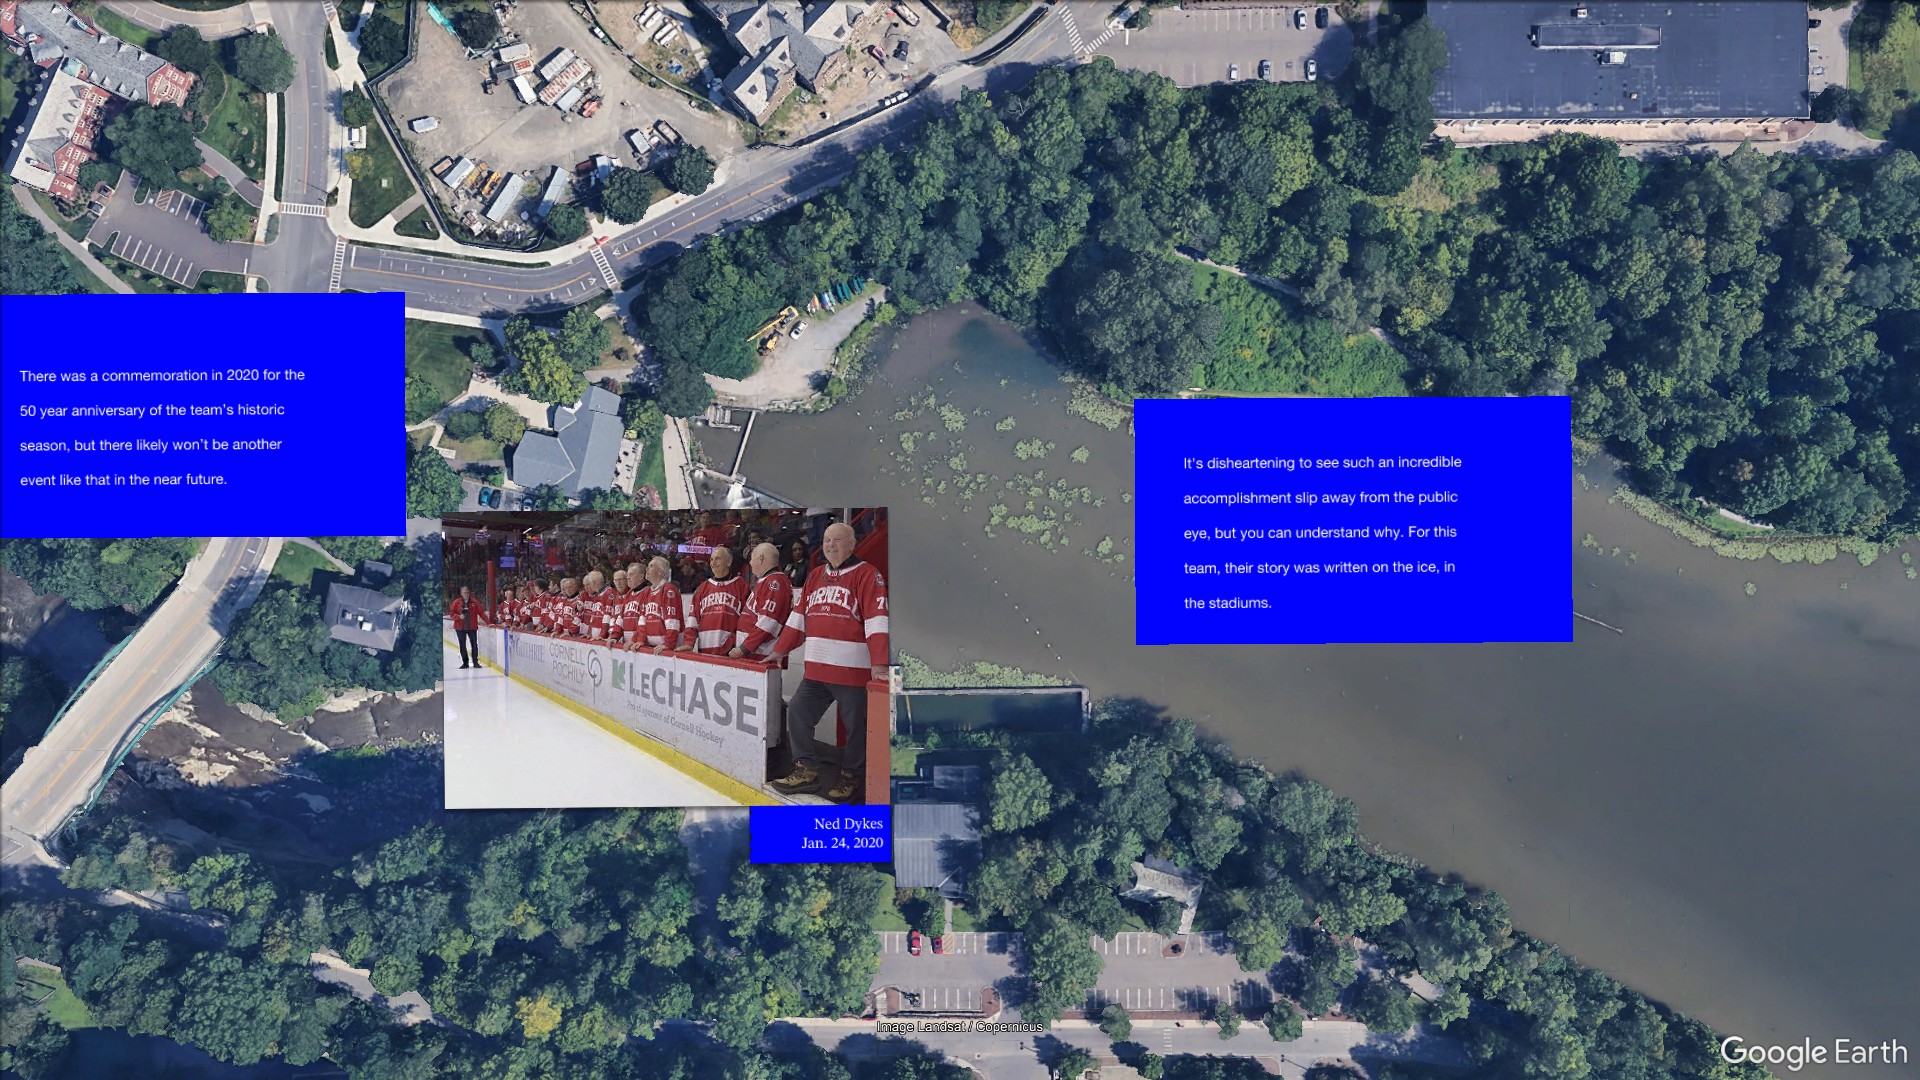 There was a commemoration in 2020 for the
50 year anniversary of the team's historic
season, but there likely won't be another
event like that in the near future.
It's disheartening to see such an incredible
accomplishment slip away from the public
eye, but you can understand why. For this
team, their story was written on the ice, in
the stadiums.
CORNELL
LeCHASE
Ned Dykes
Jan. 24, 2020
Image Landsat / Copernicus
Google Earth